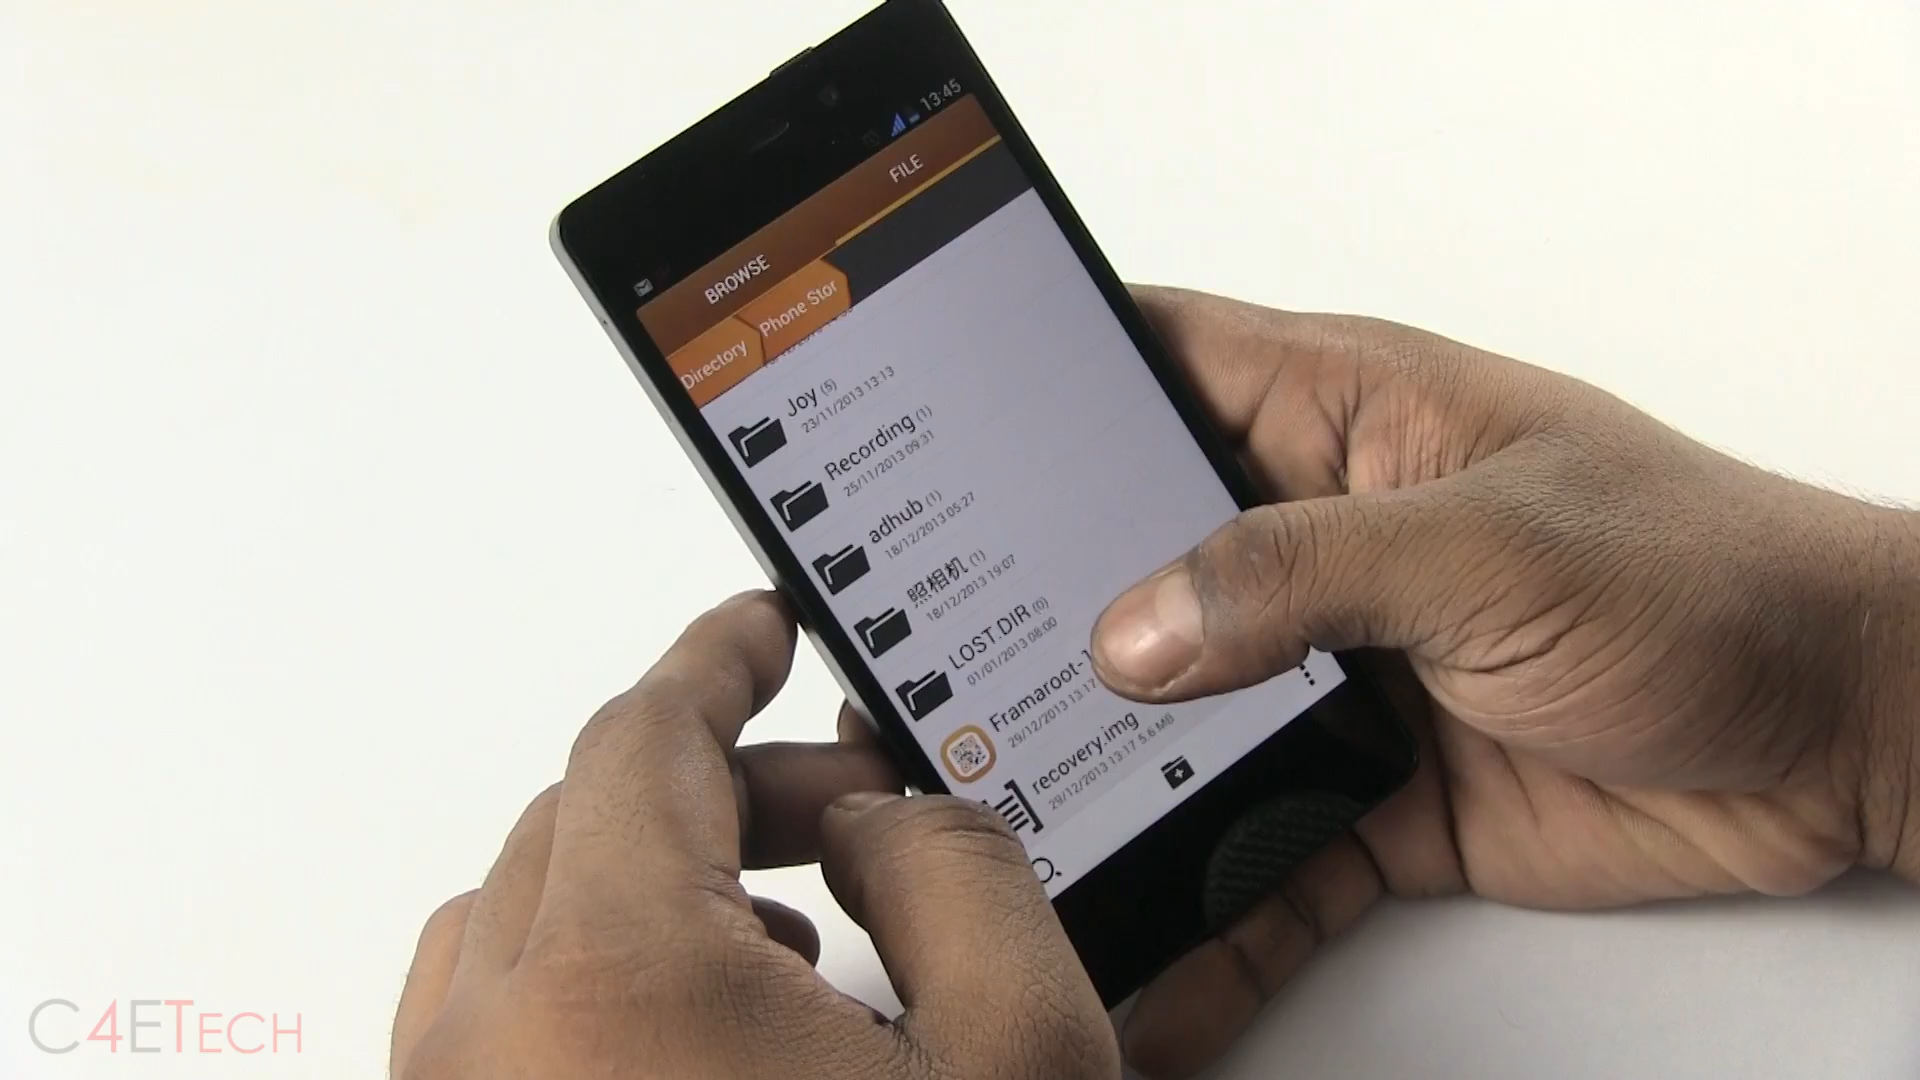 13:45
BROWSE
FILE
Directory
Phone Stor
Joy (5)
23/11/2013 13:13
Recording (1)
25/11/2013 09:31
adhub (1)
18/12/2013 05:27
照相机 (1)
18/12/2013 19:07
LOST.DIR (0)
01/01/2013 08:00
Framaroot-1
29/12/2013 13:17
recovery.img
29/12/2013 13:17 5.6 MB
C4ETECH